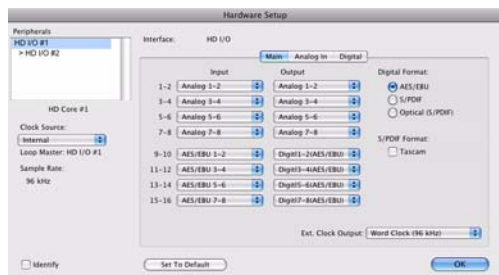 Hardware Setup
Peripherals
HD I/O #1
> HD I/O #2
HD Core #1
Clock Source:
Internal
Loop Master: HD I/O #1
Sample Rate:
96 kHz
Identify
Interface: HD I/O
Main Analog In Digital
Input Output
1-2 Analog 1-2 Analog 1-2
3-4 Analog 3-4 Analog 3-4
5-6 Analog 5-6 Analog 5-6
7-8 Analog 7-8 Analog 7-8
9-10 AES/EBU 1-2 Digitl1-2(AES/EBU)
11-12 AES/EBU 3-4 Digitl3-4(AES/EBU)
13-14 AES/EBU 5-6 Digitl5-6(AES/EBU)
15-16 AES/EBU 7-8 Digitl7-8(AES/EBU)
Digital Format:
AES/EBU
S/PDIF
Optical (S/PDIF)
S/PDIF Format:
Tascam
Ext. Clock Output: Word Clock (96 kHz)
Set To Default
OK